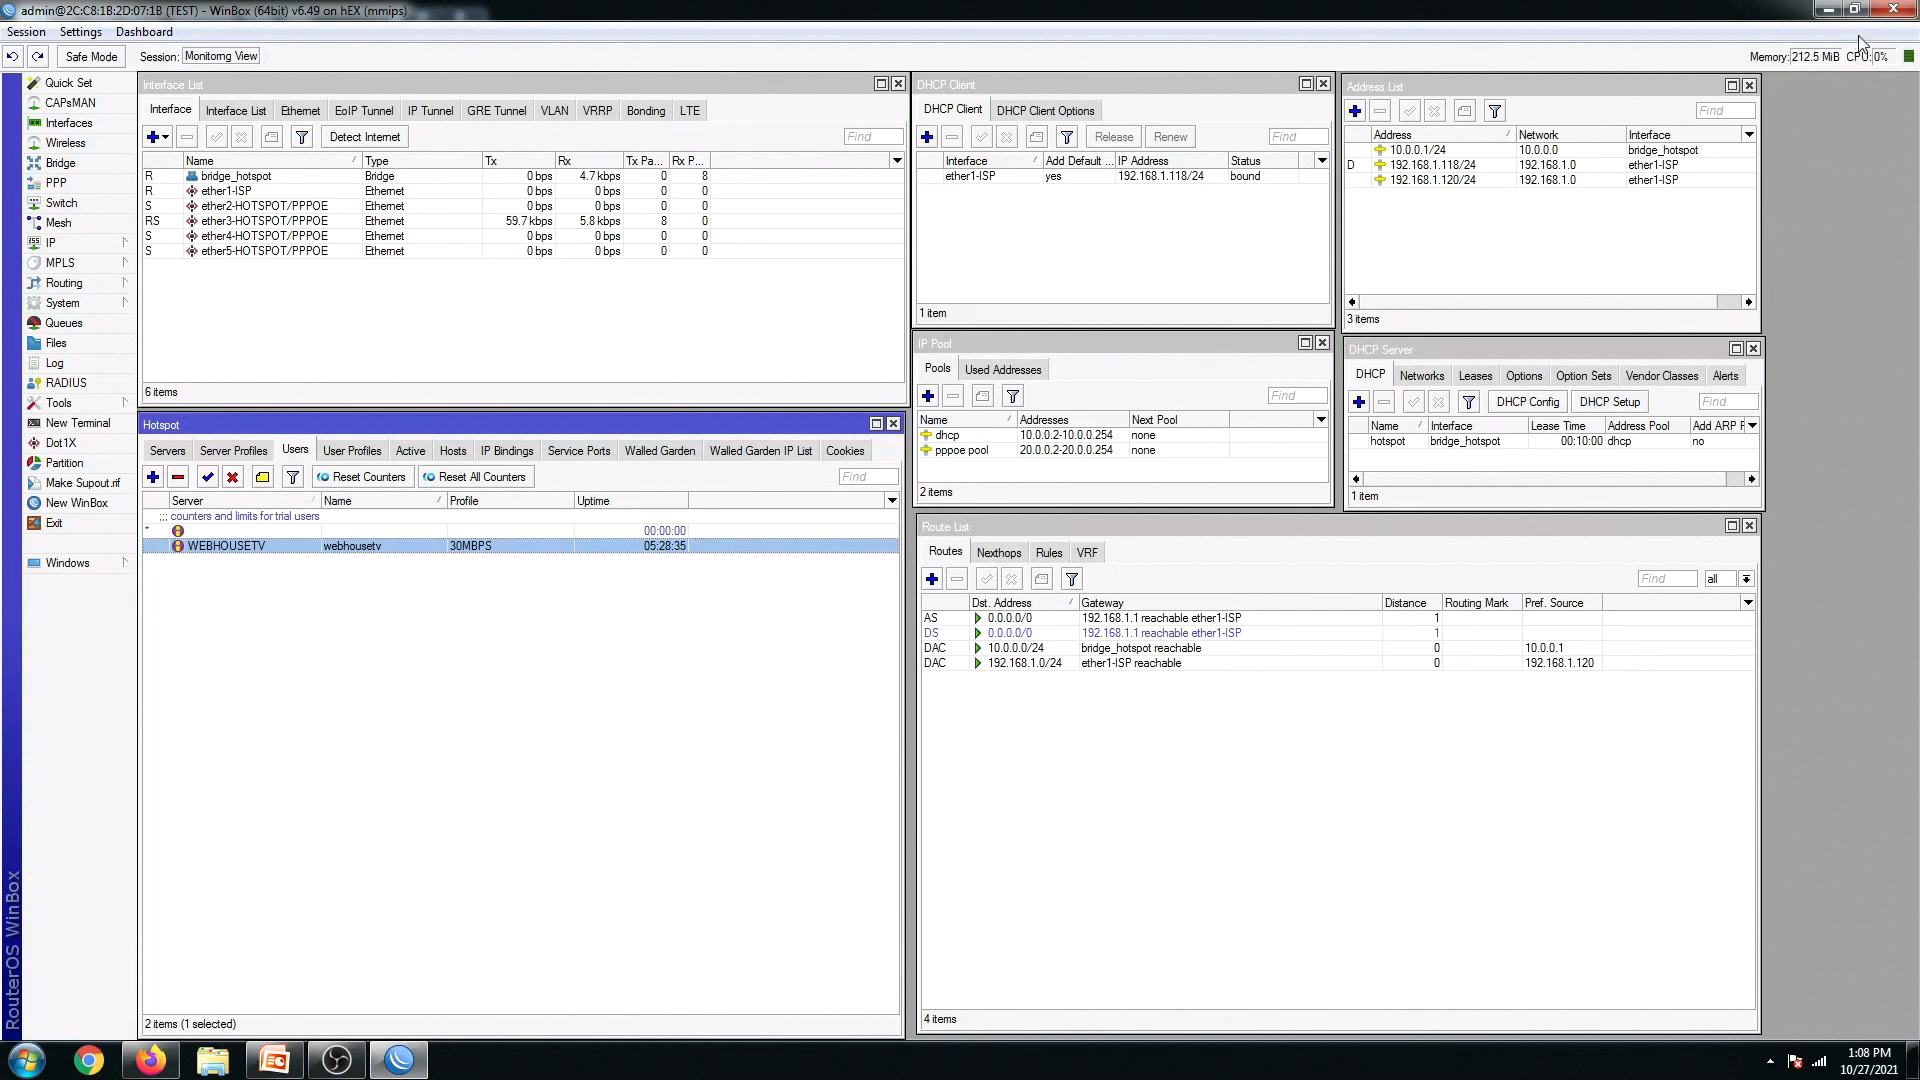 admin@2C:C8:1B:2D:07:1B (TEST) - WinBox (64bit) v6.49 on hEX (mmips)
Session Settings Dashboard
Safe Mode Session: Monitorng View Memory: 212.5 MiB CPU: 0%
Quick Set
CAPsMAN
Interfaces
Wireless
Bridge
PPP
Switch
Mesh
IP
MPLS
Routing
System
Queues
Files
Log
RADIUS
Tools
New Terminal
Dot1X
Partition
Make Supout.rif
New WinBox
Exit
Windows
RouterOS WinBox
Interface List
Interface Interface List Ethernet EoIP Tunnel IP Tunnel GRE Tunnel VLAN VRRP Bonding LTE
Detect Internet Find
Name Type Tx Rx Tx Pa... Rx P...
R bridge_hotspot Bridge 0 bps 4.7 kbps 0 8
R ether1-ISP Ethernet 0 bps 0 bps 0 0
S ether2-HOTSPOT/PPPOE Ethernet 0 bps 0 bps 0 0
RS ether3-HOTSPOT/PPPOE Ethernet 59.7 kbps 5.8 kbps 8 0
S ether4-HOTSPOT/PPPOE Ethernet 0 bps 0 bps 0 0
S ether5-HOTSPOT/PPPOE Ethernet 0 bps 0 bps 0 0
6 items
DHCP Client
DHCP Client DHCP Client Options
Release Renew Find
Interface Add Default ... IP Address Status
ether1-ISP yes 192.168.1.118/24 bound
1 item
Address List
Find
Address Network Interface
10.0.0.1/24 10.0.0.0 bridge_hotspot
D 192.168.1.118/24 192.168.1.0 ether1-ISP
192.168.1.120/24 192.168.1.0 ether1-ISP
3 items
IP Pool
Pools Used Addresses
Find
Name Addresses Next Pool
dhcp 10.0.0.2-10.0.0.254 none
pppoe pool 20.0.0.2-20.0.0.254 none
2 items
DHCP Server
DHCP Networks Leases Options Option Sets Vendor Classes Alerts
DHCP Config DHCP Setup Find
Name Interface Lease Time Address Pool Add ARP F
hotspot bridge_hotspot 00:10:00 dhcp no
1 item
Hotspot
Servers Server Profiles Users User Profiles Active Hosts IP Bindings Service Ports Walled Garden Walled Garden IP List Cookies
Reset Counters Reset All Counters Find
Server Name Profile Uptime
;;; counters and limits for trial users
* 00:00:00
WEBHOUSETV webhousetv 30MBPS 05:28:35
2 items (1 selected)
Route List
Routes Nexthops Rules VRF
Find all
Dst. Address Gateway Distance Routing Mark Pref. Source
AS 0.0.0.0/0 192.168.1.1 reachable ether1-ISP 1
DS 0.0.0.0/0 192.168.1.1 reachable ether1-ISP 1
DAC 10.0.0.0/24 bridge_hotspot reachable 0 10.0.0.1
DAC 192.168.1.0/24 ether1-ISP reachable 0 192.168.1.120
4 items
1:08 PM
10/27/2021